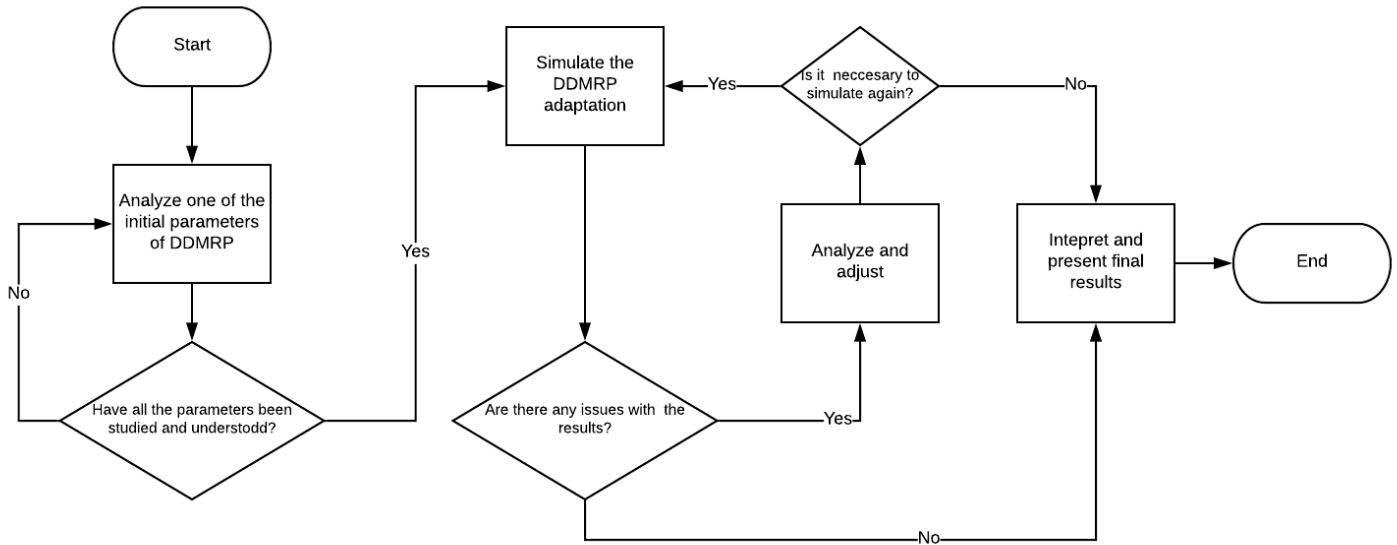 Start
Analyze one of the
initial parameters
of DDMRP
No
Have all the parameters been
studied and understodd?
Yes
Simulate the
DDMRP
adaptation
Yes
Is it neccesary to
simulate again?
No
Analyze and
adjust
Are there any issues with the
results?
Yes
No
Intepret and
present final
results
End